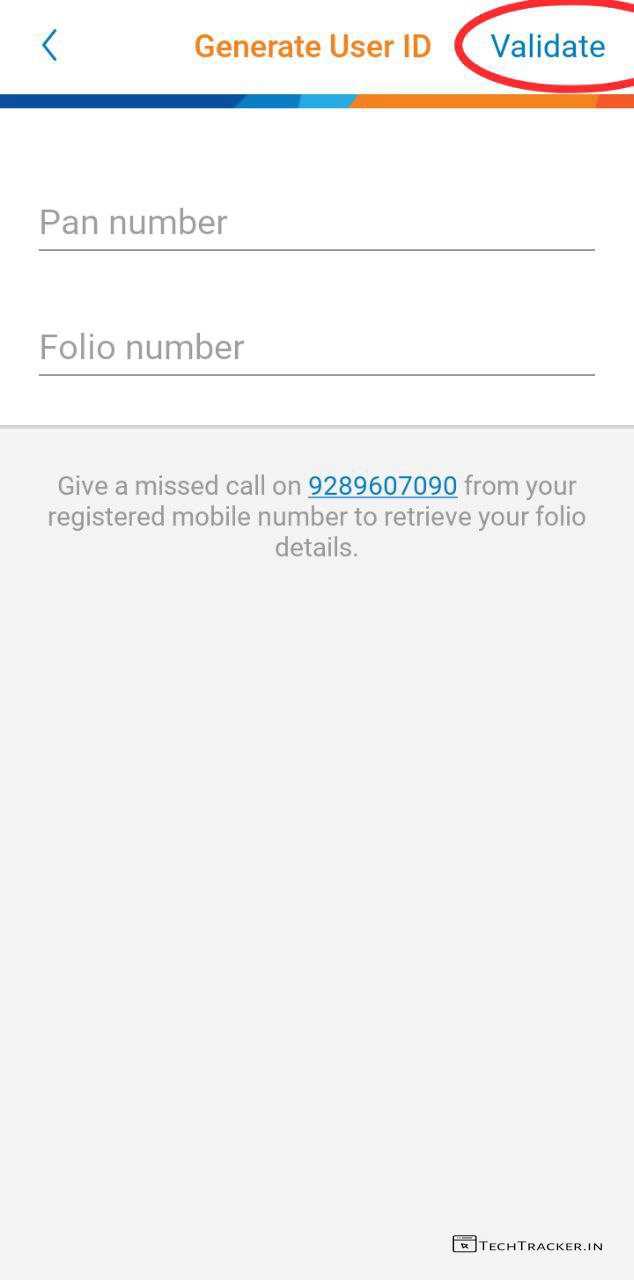 Generate User ID
Validate
Pan number
Folio number
Give a missed call on 9289607090 from your
registered mobile number to retrieve your folio
details.
TECHTRACKER.IN